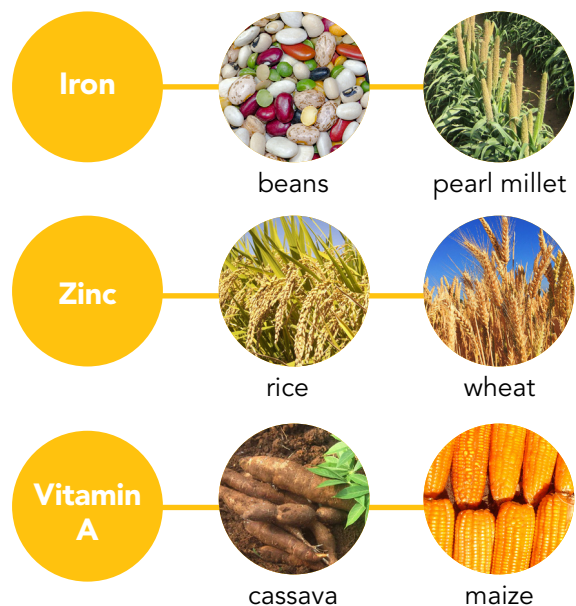 Iron
beans
pearl millet
Zinc
rice
wheat
Vitamin
A
cassava
maize